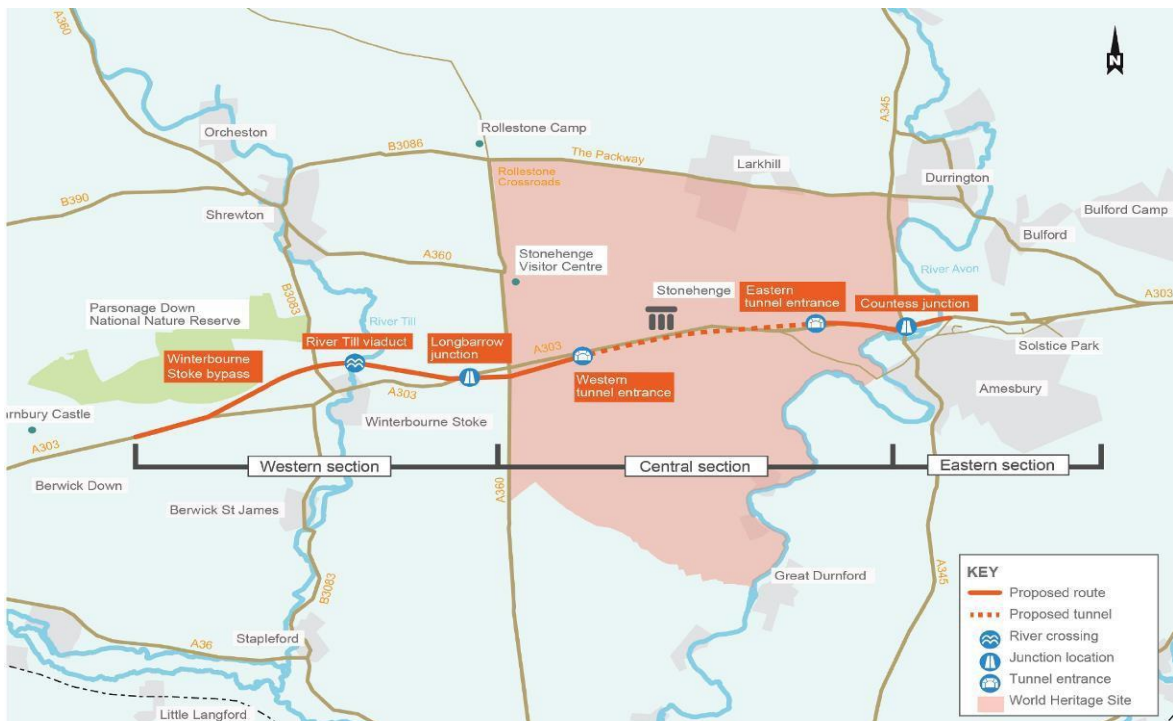 A360
N
A345
Orcheston
Rollestone Camp
B3086
The Packway
Larkhill
Rollestone
Crossroads
Durrington
B390
Bulford Camp
Shrewton
Bulford
A360
Stonehenge
Visitor Centre
River Avon
B3083
Stonehenge
Eastern
tunnel entrance
Countess junction
A303
Parsonage Down
National Nature Reserve
River Till
River Till viaduct
Longbarrow
junction
A303
Solstice Park
Winterbourne
Stoke bypass
Western
tunnel entrance
Amesbury
A303
arnbury Castle
Winterbourne Stoke
A303
Western section
Central section
Eastern section
Berwick Down
A360
Berwick St James
B3083
Great Durnford
A345
Stapleford
A36
Little Langford
KEY
Proposed route
Proposed tunnel
River crossing
Junction location
Tunnel entrance
World Heritage Site